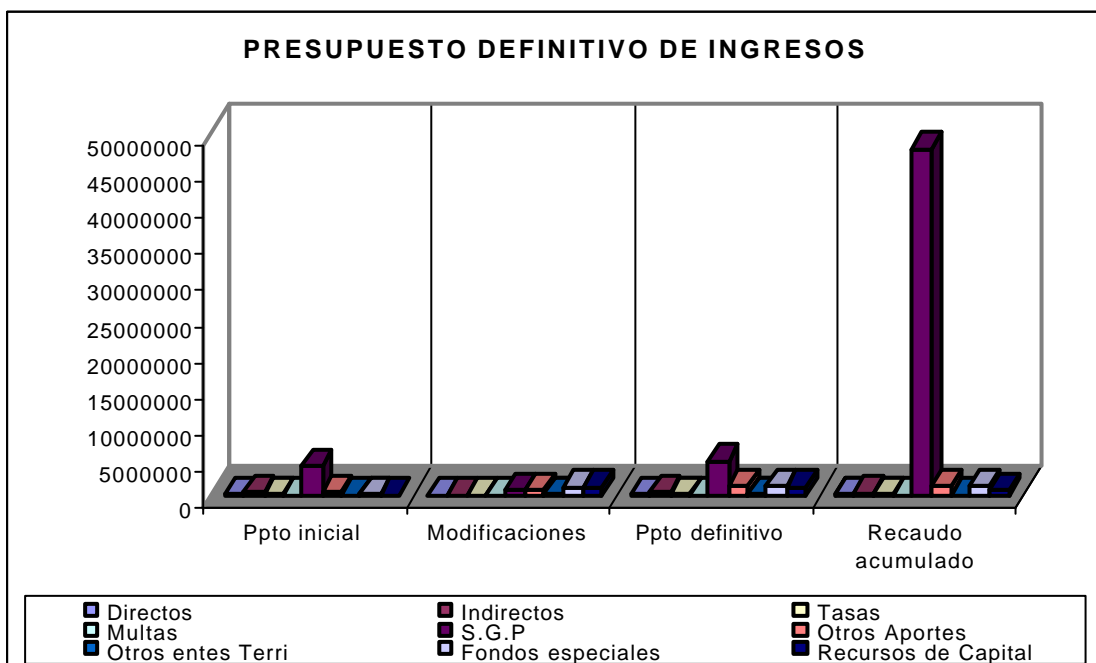 PRESUPUESTO DEFINITIVO DE INGRESOS
50000000
45000000
40000000
35000000
30000000
25000000
20000000
15000000
10000000
5000000
0
Ppto inicial
Modificaciones
Ppto definitivo
Recaudo
acumulado
Directos
Indirectos
Tasas
Multas
S.G.P
Otros Aportes
Otros entes Terri
Fondos especiales
Recursos de Capital